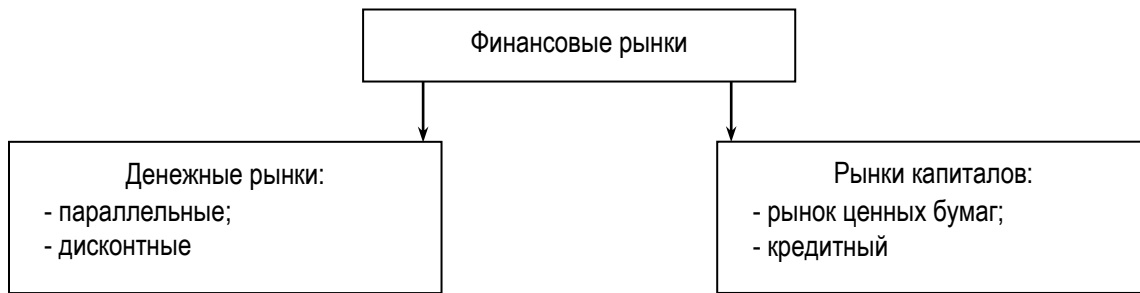 Финансовые рынки
Денежные рынки:
- параллельные;
- дисконтные
Рынки капиталов:
- рынок ценных бумаг;
- кредитный